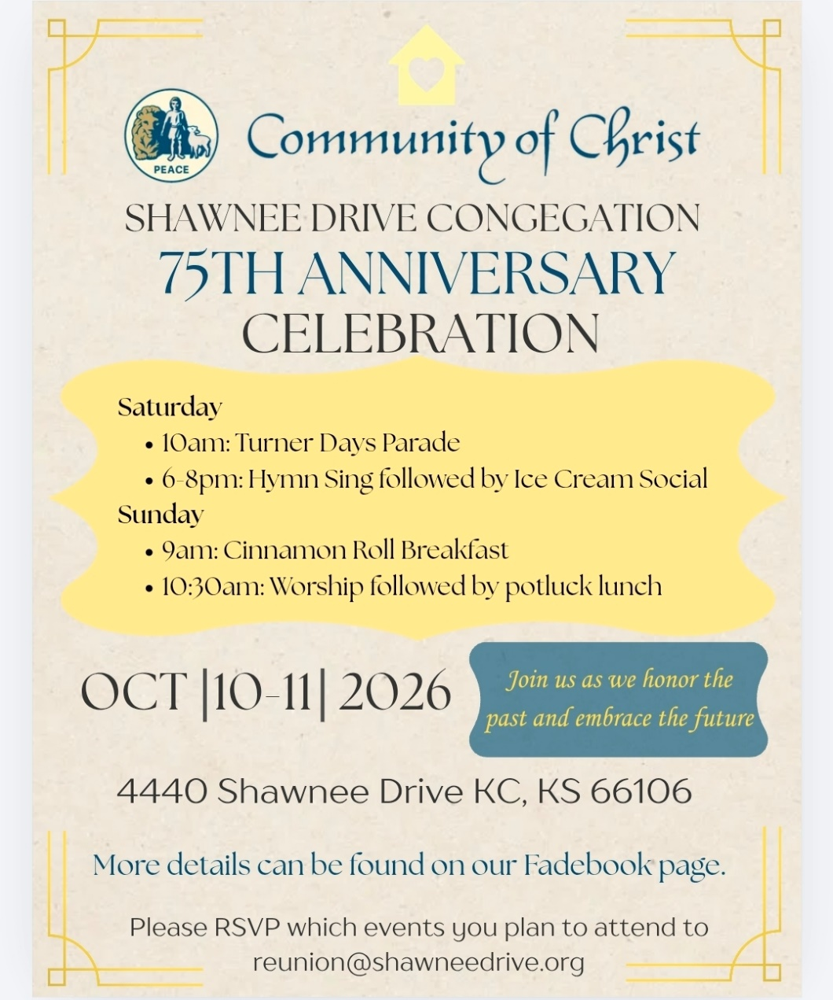 PEACE
Community of Christ
SHAWNEE DRIVE CONGEGATION
75TH ANNIVERSARY
CELEBRATION
Saturday
• 10am: Turner Days Parade
• 6-8pm: Hymn Sing followed by Ice Cream Social
Sunday
• 9am: Cinnamon Roll Breakfast
• 10:30am: Worship followed by potluck lunch
OCT |10-11| 2026
Join us as we honor the
past and embrace the future
4440 Shawnee Drive KC, KS 66106
More details can be found on our Fadebook page.
Please RSVP which events you plan to attend to
reunion@shawneedrive.org